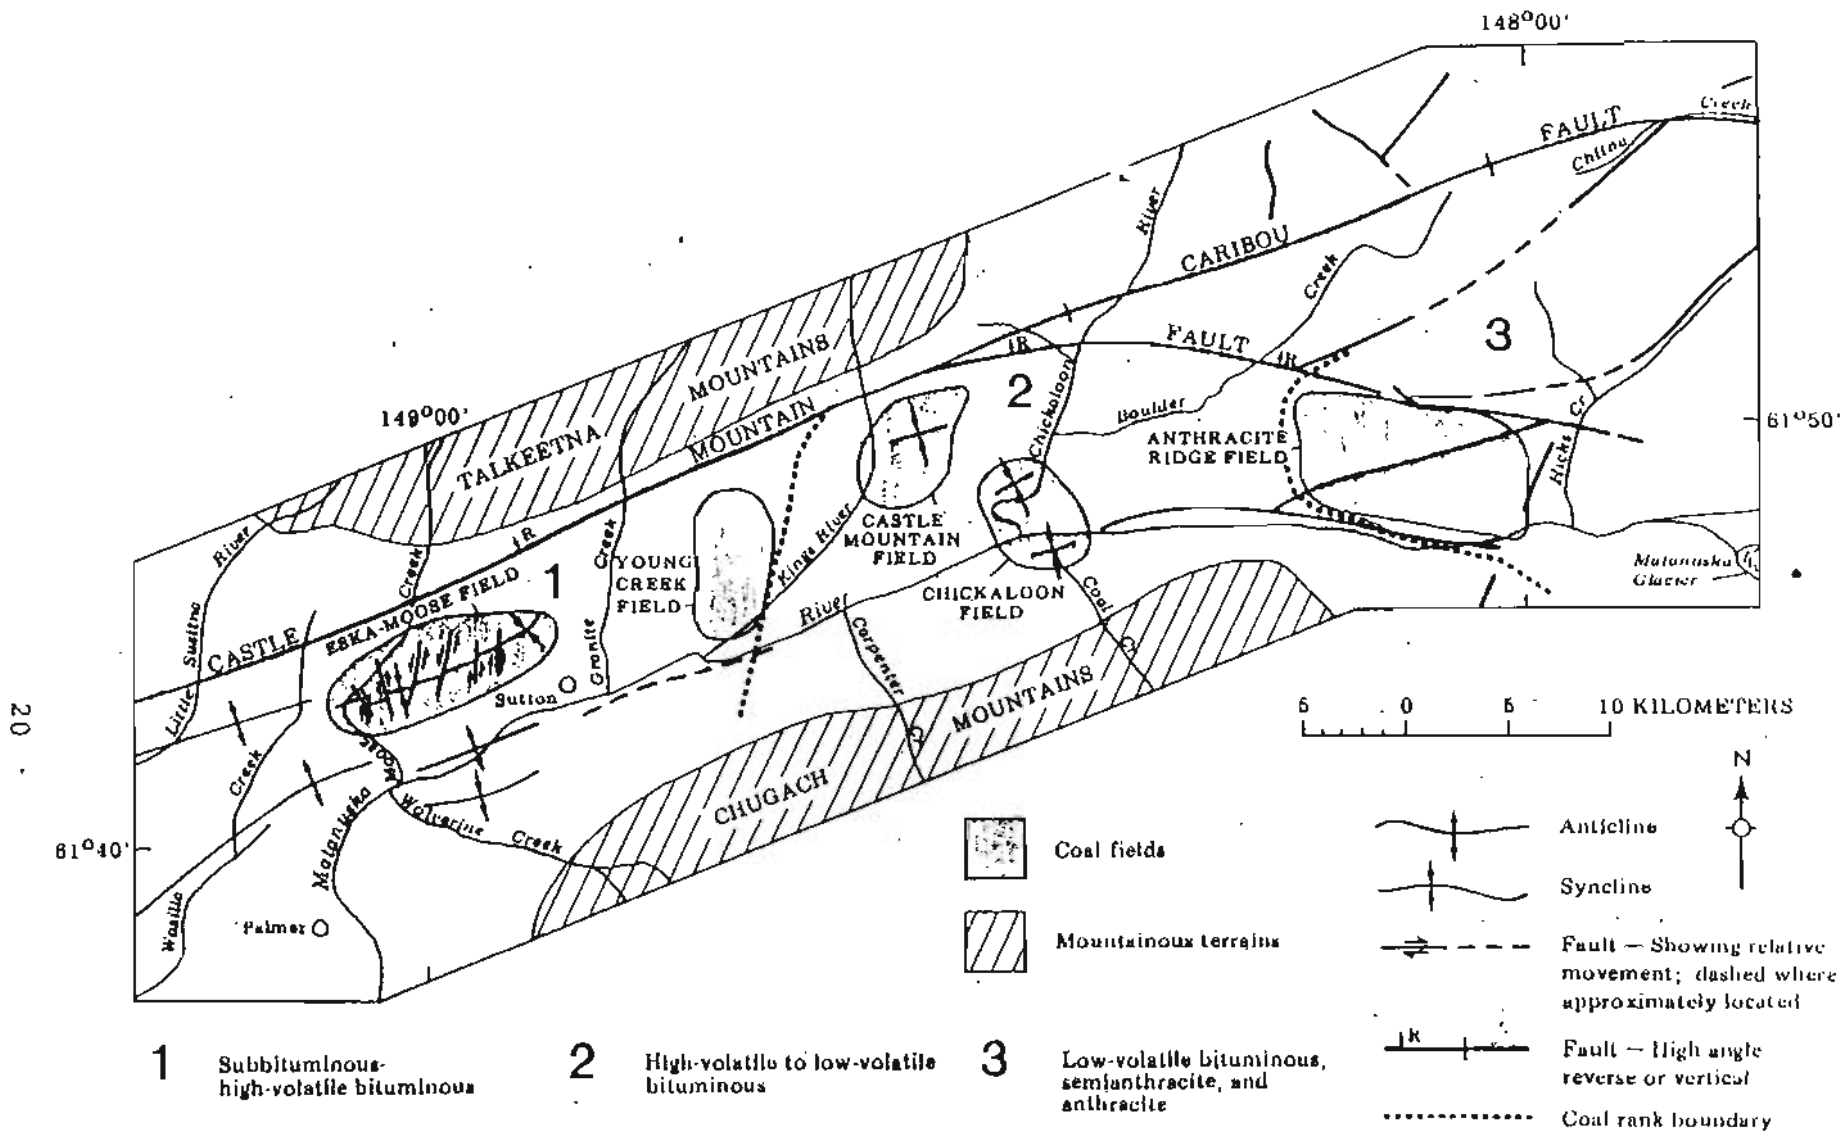 148°00'
Creek
FAULT
Chitna
River
CARIBOU
Creek
3
FAULT
R
R
MOUNTAINS
2
Chickaloon
149°00'
Boulder
61°50'
TALKEETNA
MOUNTAIN
ANTHRACITE
RIDGE FIELD
Cr
Hicks
River
R
Creek
Kings River
CASTLE
MOUNTAIN
FIELD
Creek
YOUNG
CREEK
FIELD
1
Matanuska
Glacier
ESKA-MOOSE FIELD
CHICKALOON
FIELD
Coal
Cr
River
Little Susitna
CASTLE
Granite
Carpenter
Cr
20
Sutton
MOUNTAINS
5 0 5 10 KILOMETERS
Moose
Creek
N
CHUGACH
Matanuska
Wolverine Creek
61°40'
Coal fields
Anticline
Syncline
Wasilla
Palmer
Mountainous terrains
Fault — Showing relative
movement; dashed where
approximately located
R
Fault — High angle
reverse or vertical
Coal rank boundary
1 Subbituminous-
high-volatile bituminous
2 High-volatile to low-volatile
bituminous
3 Low-volatile bituminous,
semianthracite, and
anthracite